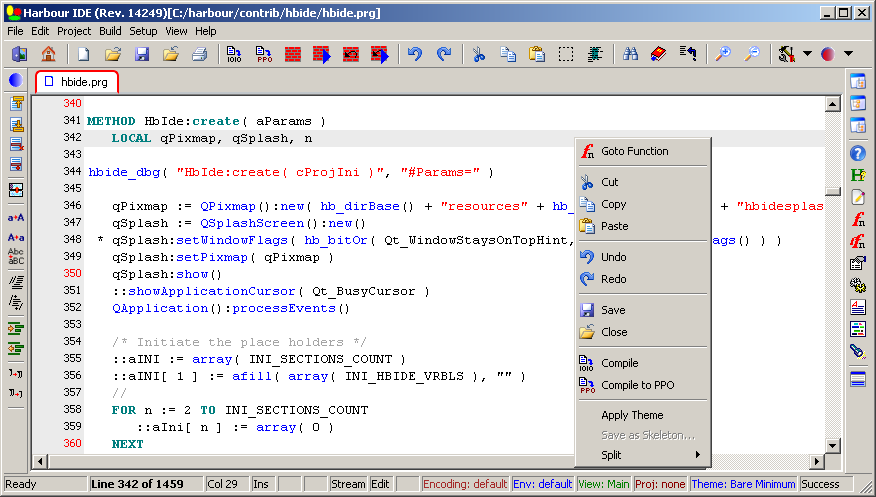 Harbour IDE (Rev. 14249)[C:/harbour/contrib/hbide/hbide.prg]
File Edit Project Build Setup View Help
hbide.prg
340
341 METHOD HbIde:create( aParams )
342 LOCAL qPixmap, qSplash, n
343
344 hbide_dbg( "HbIde:create( cProjIni )", "#Params=" )
345
346 qPixmap := QPixmap():new( hb_dirBase() + "resources" + hb_ + "hbidesplas
347 qSplash := QSplashScreen():new()
348 * qSplash:setWindowFlags( hb_bitOr( Qt_WindowStaysOnTopHint, ags() ) )
349 qSplash:setPixmap( qPixmap )
350 qSplash:show()
351 ::showApplicationCursor( Qt_BusyCursor )
352 QApplication():processEvents()
353
354 /* Initiate the place holders */
355 ::aINI := array( INI_SECTIONS_COUNT )
356 ::aINI[ 1 ] := afill( array( INI_HBIDE_VRBLS ), "" )
357 //
358 FOR n := 2 TO INI_SECTIONS_COUNT
359 ::aIni[ n ] := array( 0 )
360 NEXT
Goto Function
Cut
Copy
Paste
Undo
Redo
Save
Close
Compile
Compile to PPO
Apply Theme
Save as Skeleton...
Split
Ready Line 342 of 1459 Col 29 Ins Stream Edit Encoding: default Env: default View: Main Proj: none Theme: Bare Minimum Success